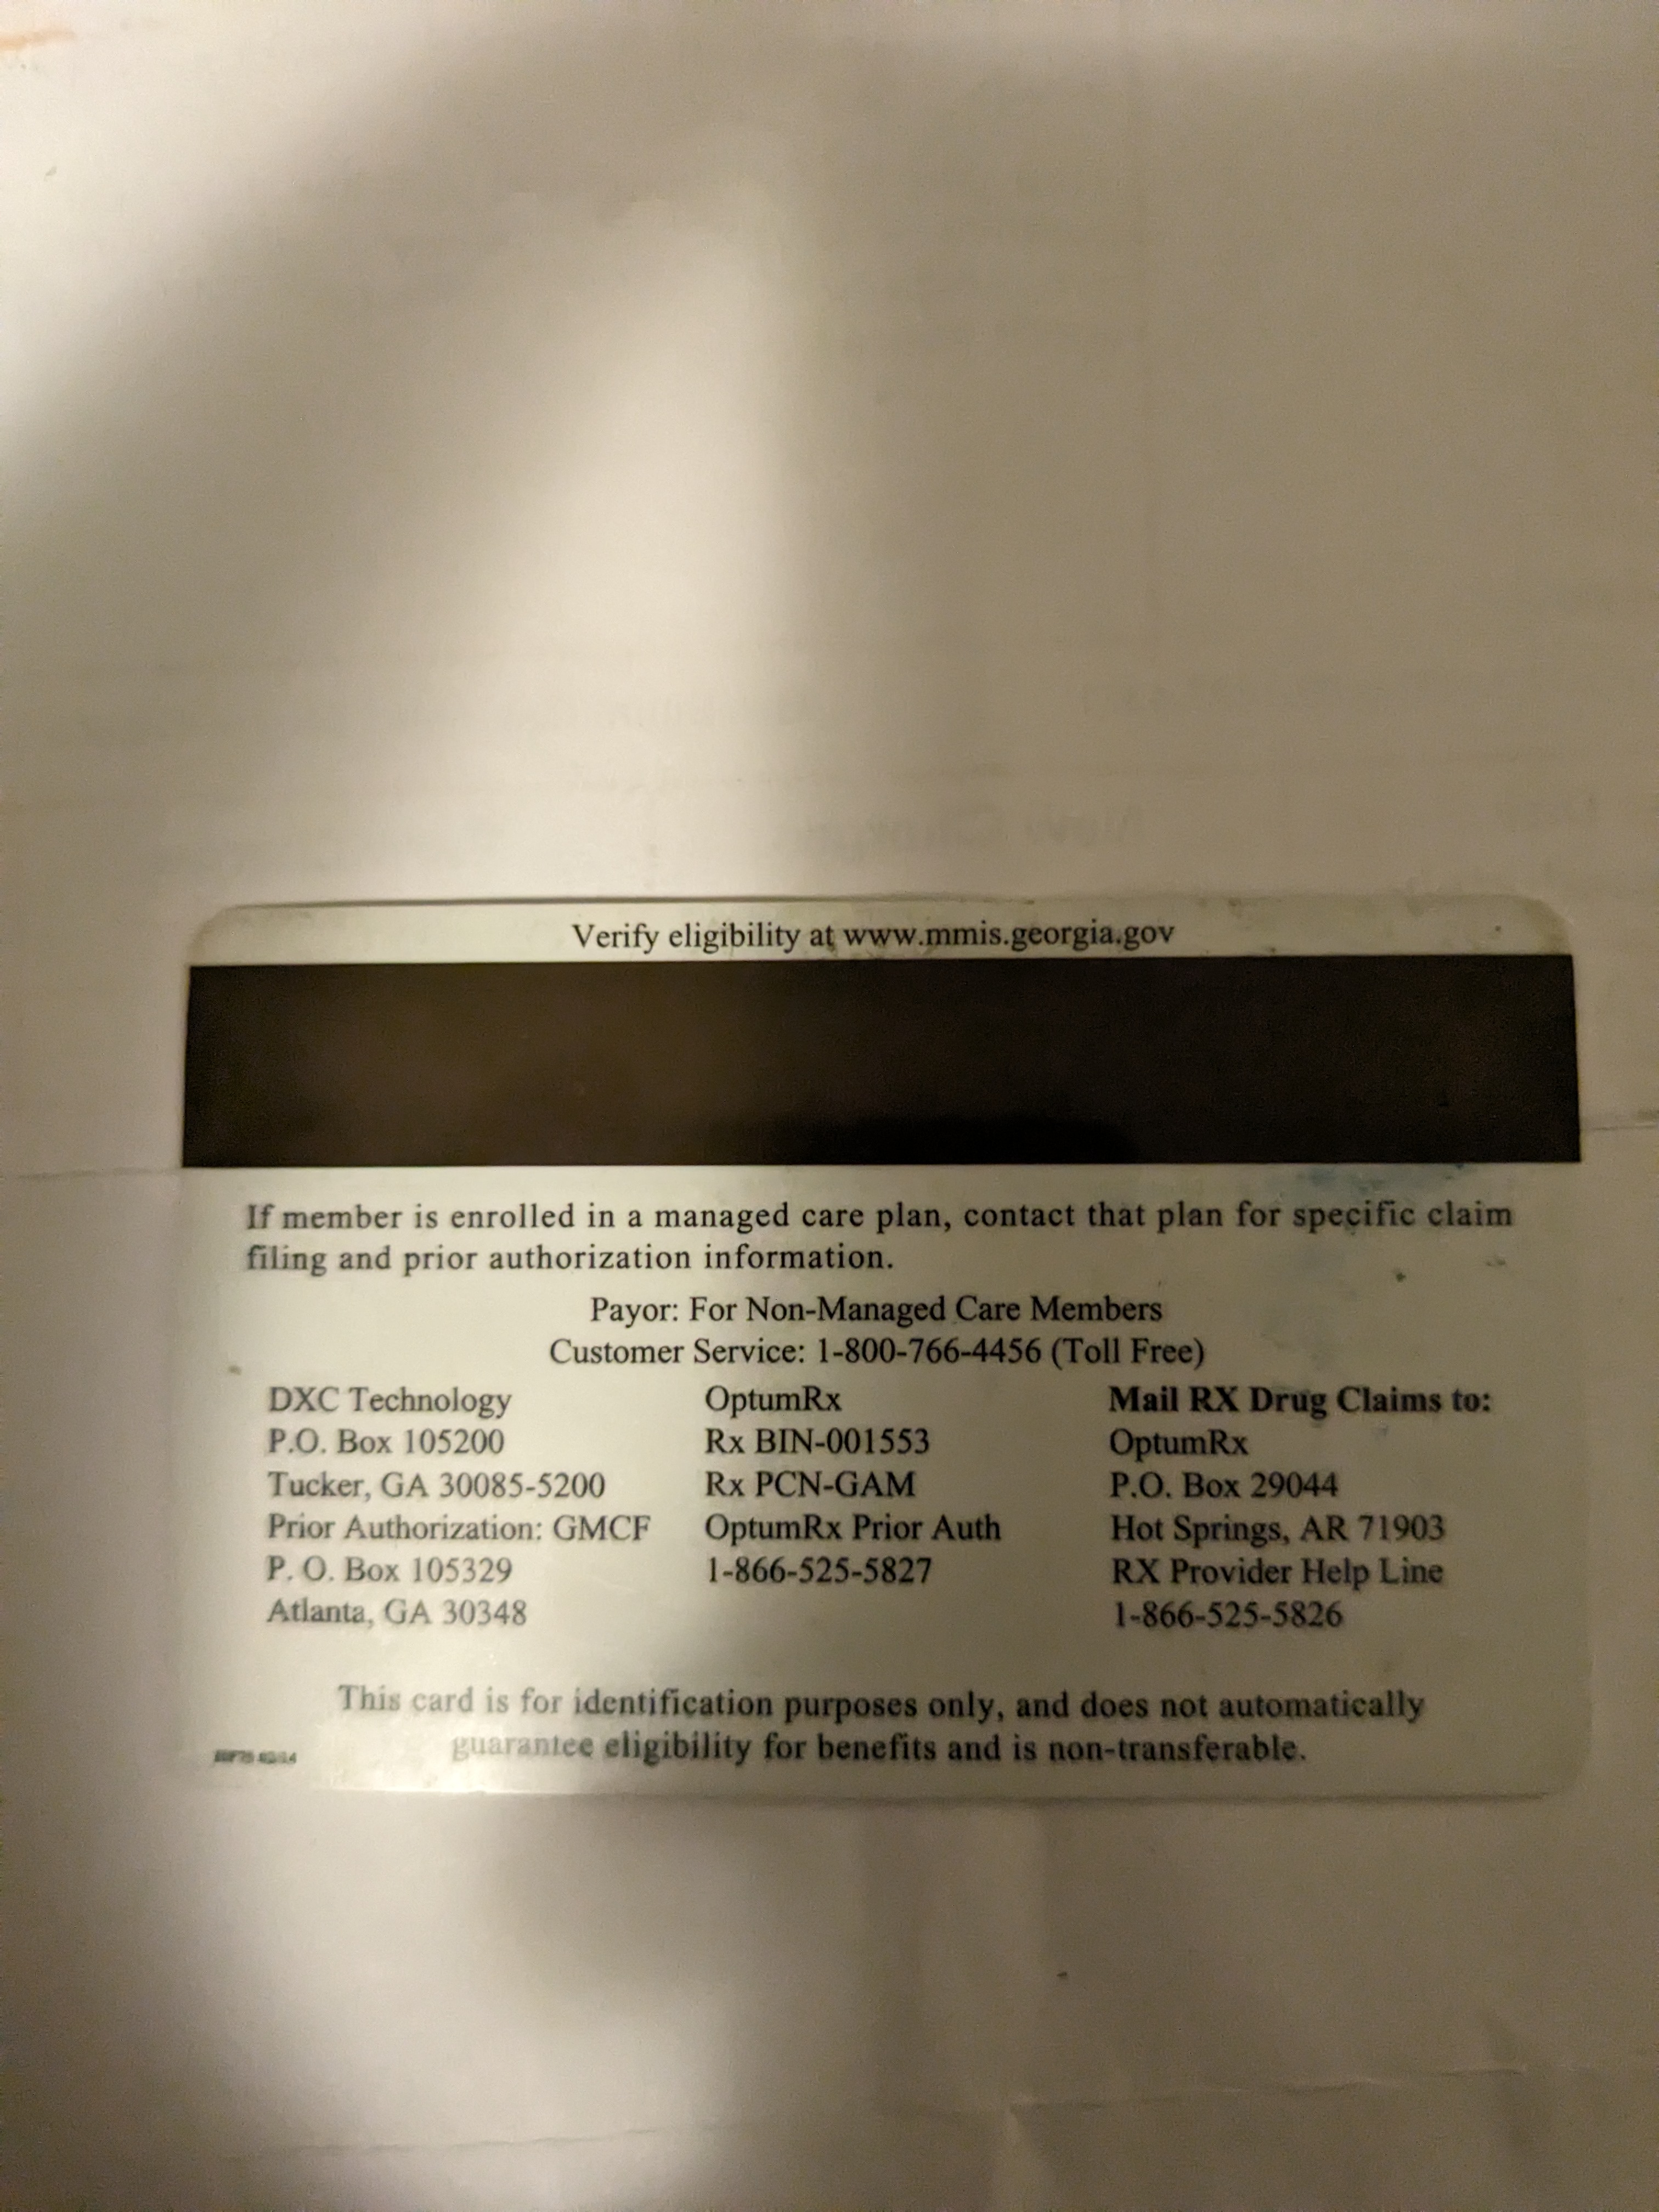 Verify eligibility at www.mmis.georgia.gov
If member is enrolled in a managed care plan, contact that plan for specific claim
filing and prior authorization information.
Payor: For Non-Managed Care Members
Customer Service: 1-800-766-4456 (Toll Free)
DXC Technology
P.O. Box 105200
Tucker, GA 30085-5200
Prior Authorization: GMCF
P. O. Box 105329
Atlanta, GA 30348
OptumRx
Rx BIN-001553
Rx PCN-GAM
OptumRx Prior Auth
1-866-525-5827
Mail RX Drug Claims to:
OptumRx
P.O. Box 29044
Hot Springs, AR 71903
RX Provider Help Line
1-866-525-5826
This card is for identification purposes only, and does not automatically
guarantee eligibility for benefits and is non-transferable.